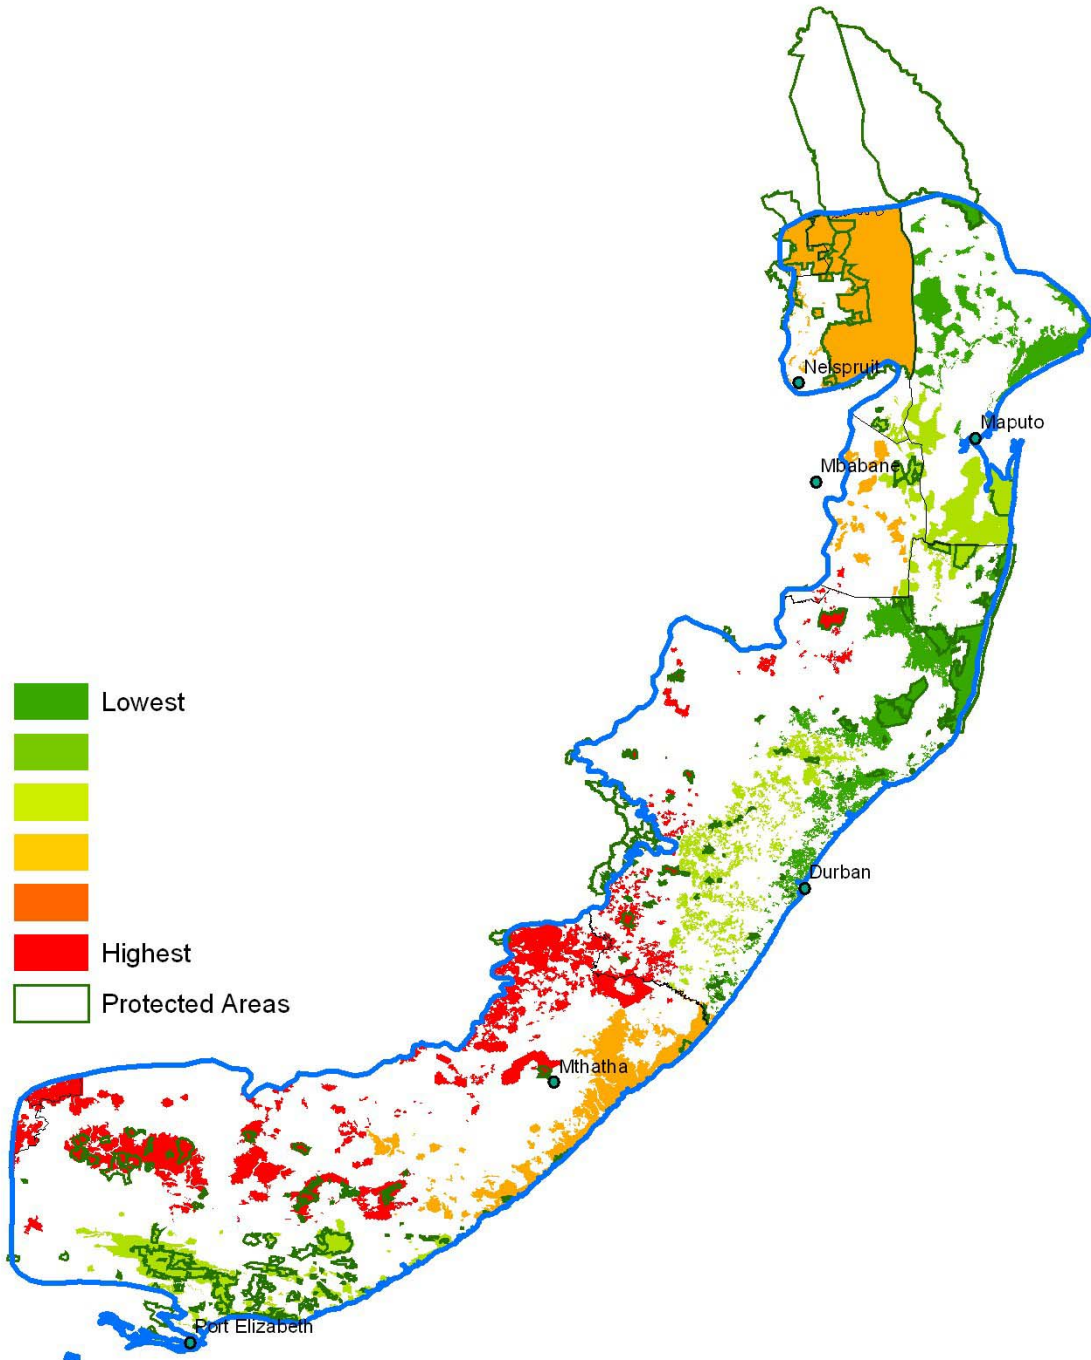 Nelspruit
Maputo
Mbabane
Lowest
Durban
Highest
Protected Areas
Mthatha
Port Elizabeth